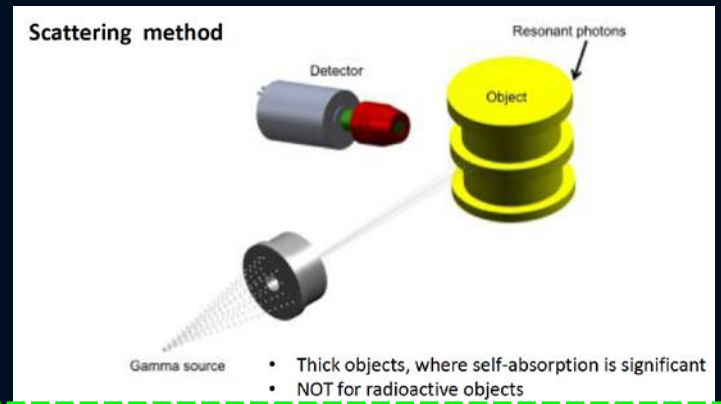 Scattering method
Resonant photons
Detector
Object
Gamma source
• Thick objects, where self-absorption is significant
• NOT for radioactive objects